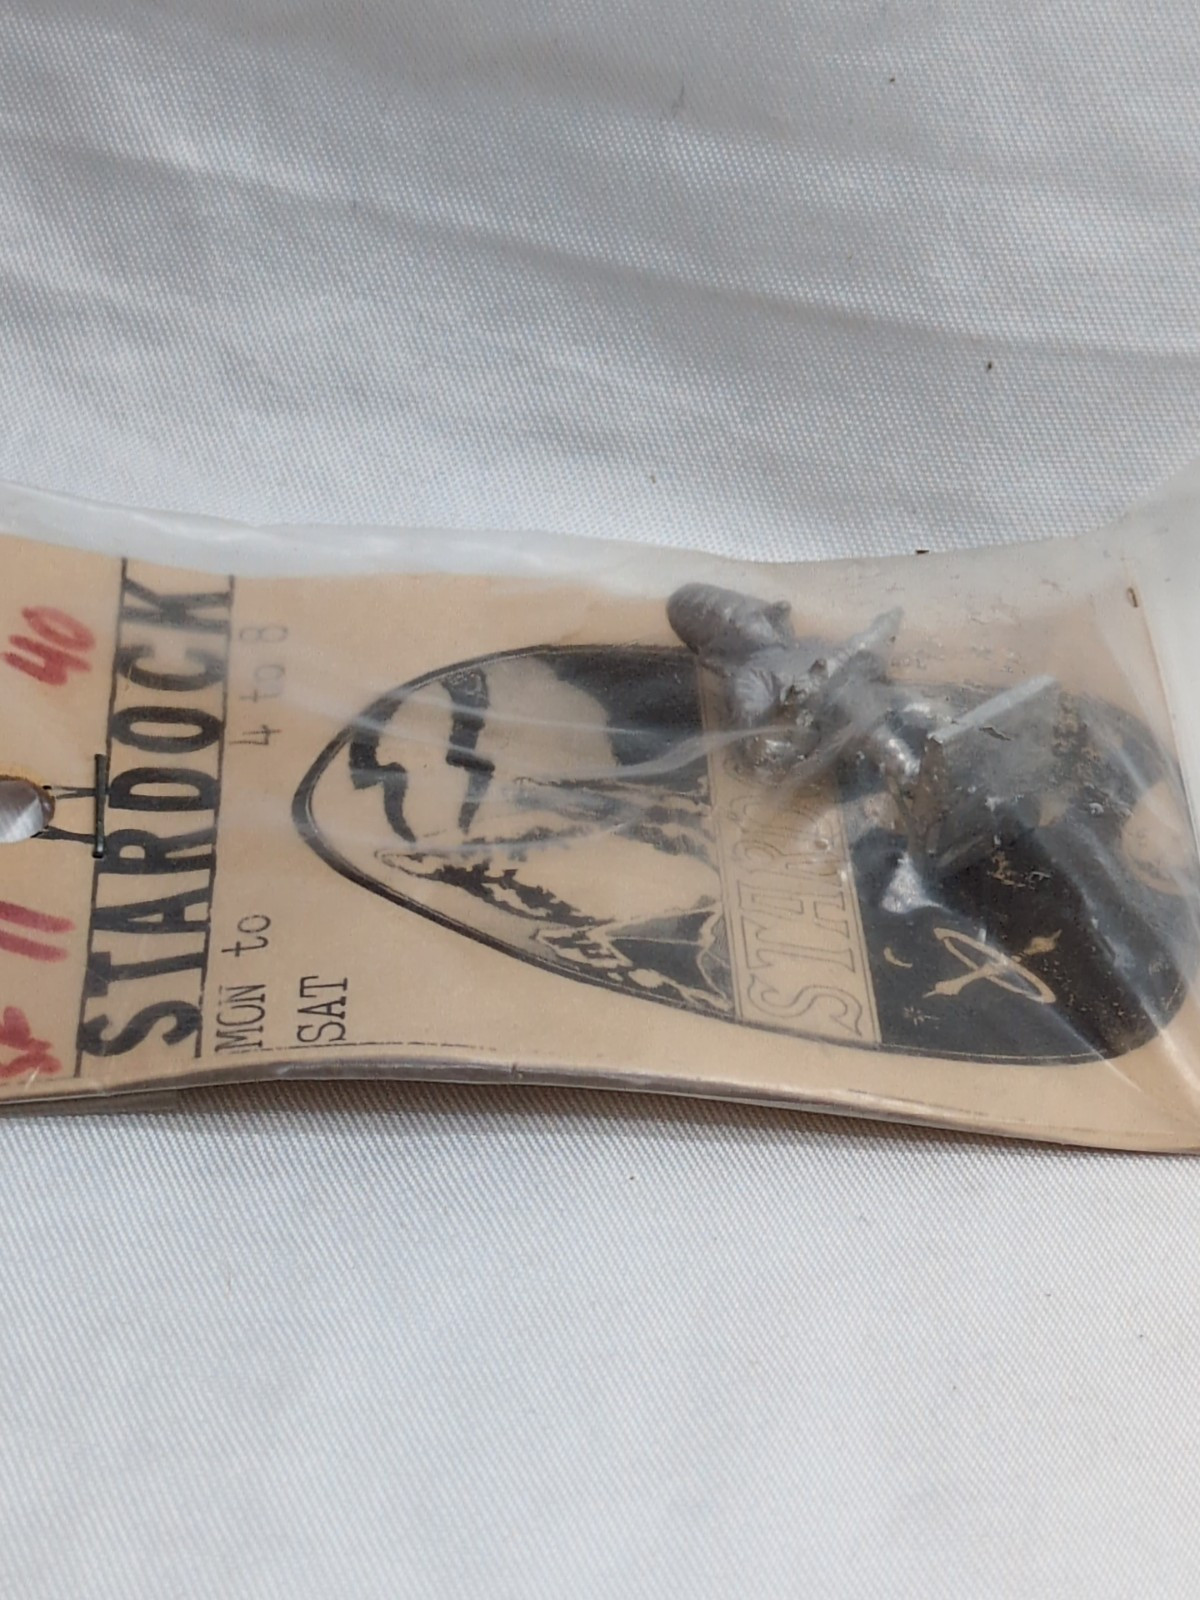 11 40
STARDOCK
MON to 4 to 8
SAT